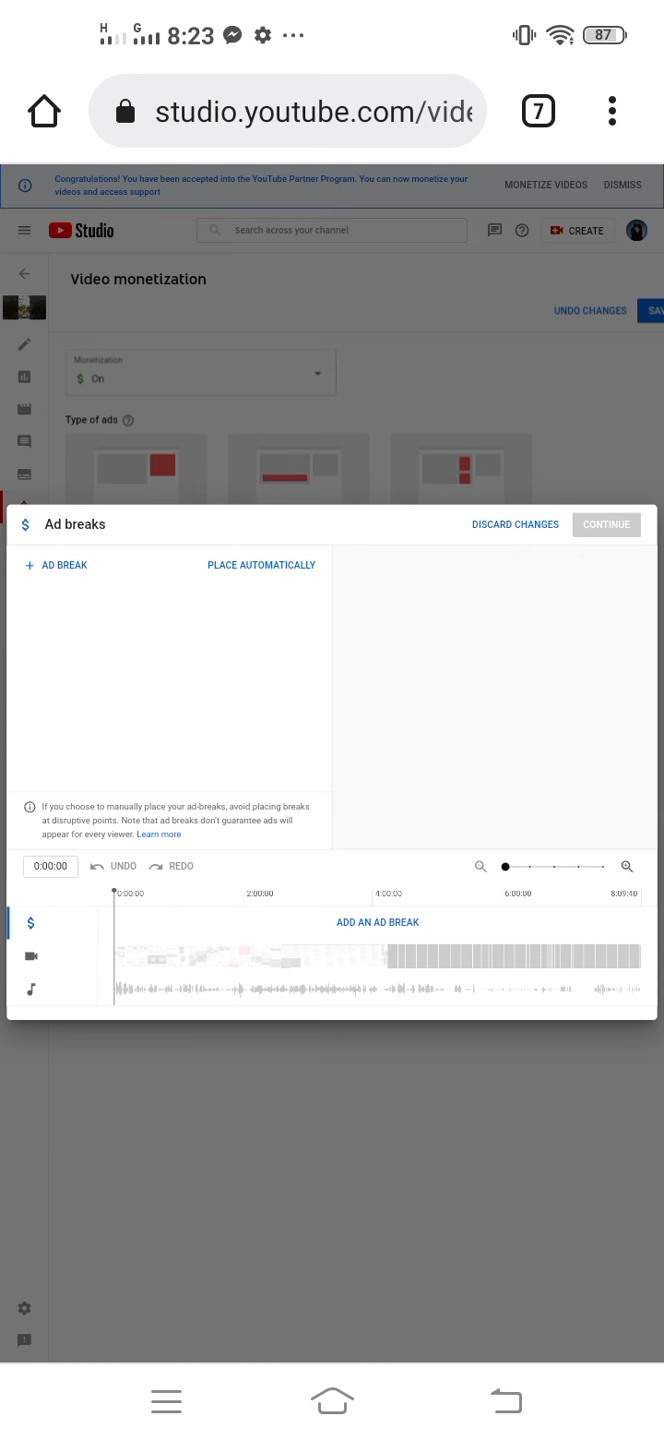 H G 8:23 87
studio.youtube.com/vide 7
Congratulations! You have been accepted into the YouTube Partner Program. You can now monetize your
videos and access support
MONETIZE VIDEOS DISMISS
Studio Search across your channel CREATE
Video monetization
UNDO CHANGES SAV
Monetization
$ On
Type of ads
$ Ad breaks DISCARD CHANGES CONTINUE
+ AD BREAK PLACE AUTOMATICALLY
If you choose to manually place your ad-breaks, avoid placing breaks
at disruptive points. Note that ad breaks don't guarantee ads will
appear for every viewer. Learn more
0:00:00 UNDO REDO
0:00:00 2:00:00 4:00:00 6:00:00 8:09:40
$ ADD AN AD BREAK